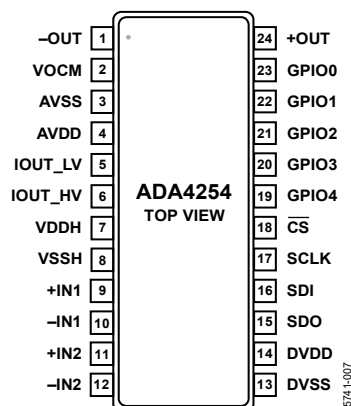 –OUT 1 24 +OUT
VOCM 2 23 GPIO0
AVSS 3 22 GPIO1
AVDD 4 21 GPIO2
IOUT_LV 5 20 GPIO3
IOUT_HV 6 ADA4254 19 GPIO4
TOP VIEW
VDDH 7 18 CS
VSSH 8 17 SCLK
+IN1 9 16 SDI
–IN1 10 15 SDO
+IN2 11 14 DVDD
–IN2 12 13 DVSS
5741-007